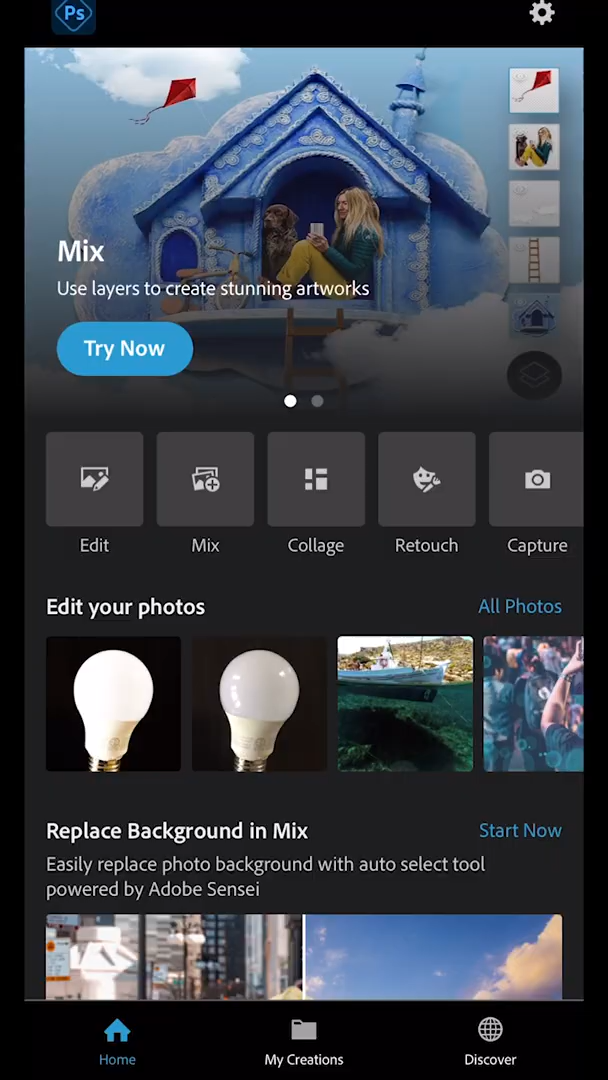 Ps
Mix
Use layers to create stunning artworks
Try Now
Edit
Mix
Collage
Retouch
Capture
Edit your photos
All Photos
Replace Background in Mix
Start Now
Easily replace photo background with auto select tool
powered by Adobe Sensei
Home
My Creations
Discover